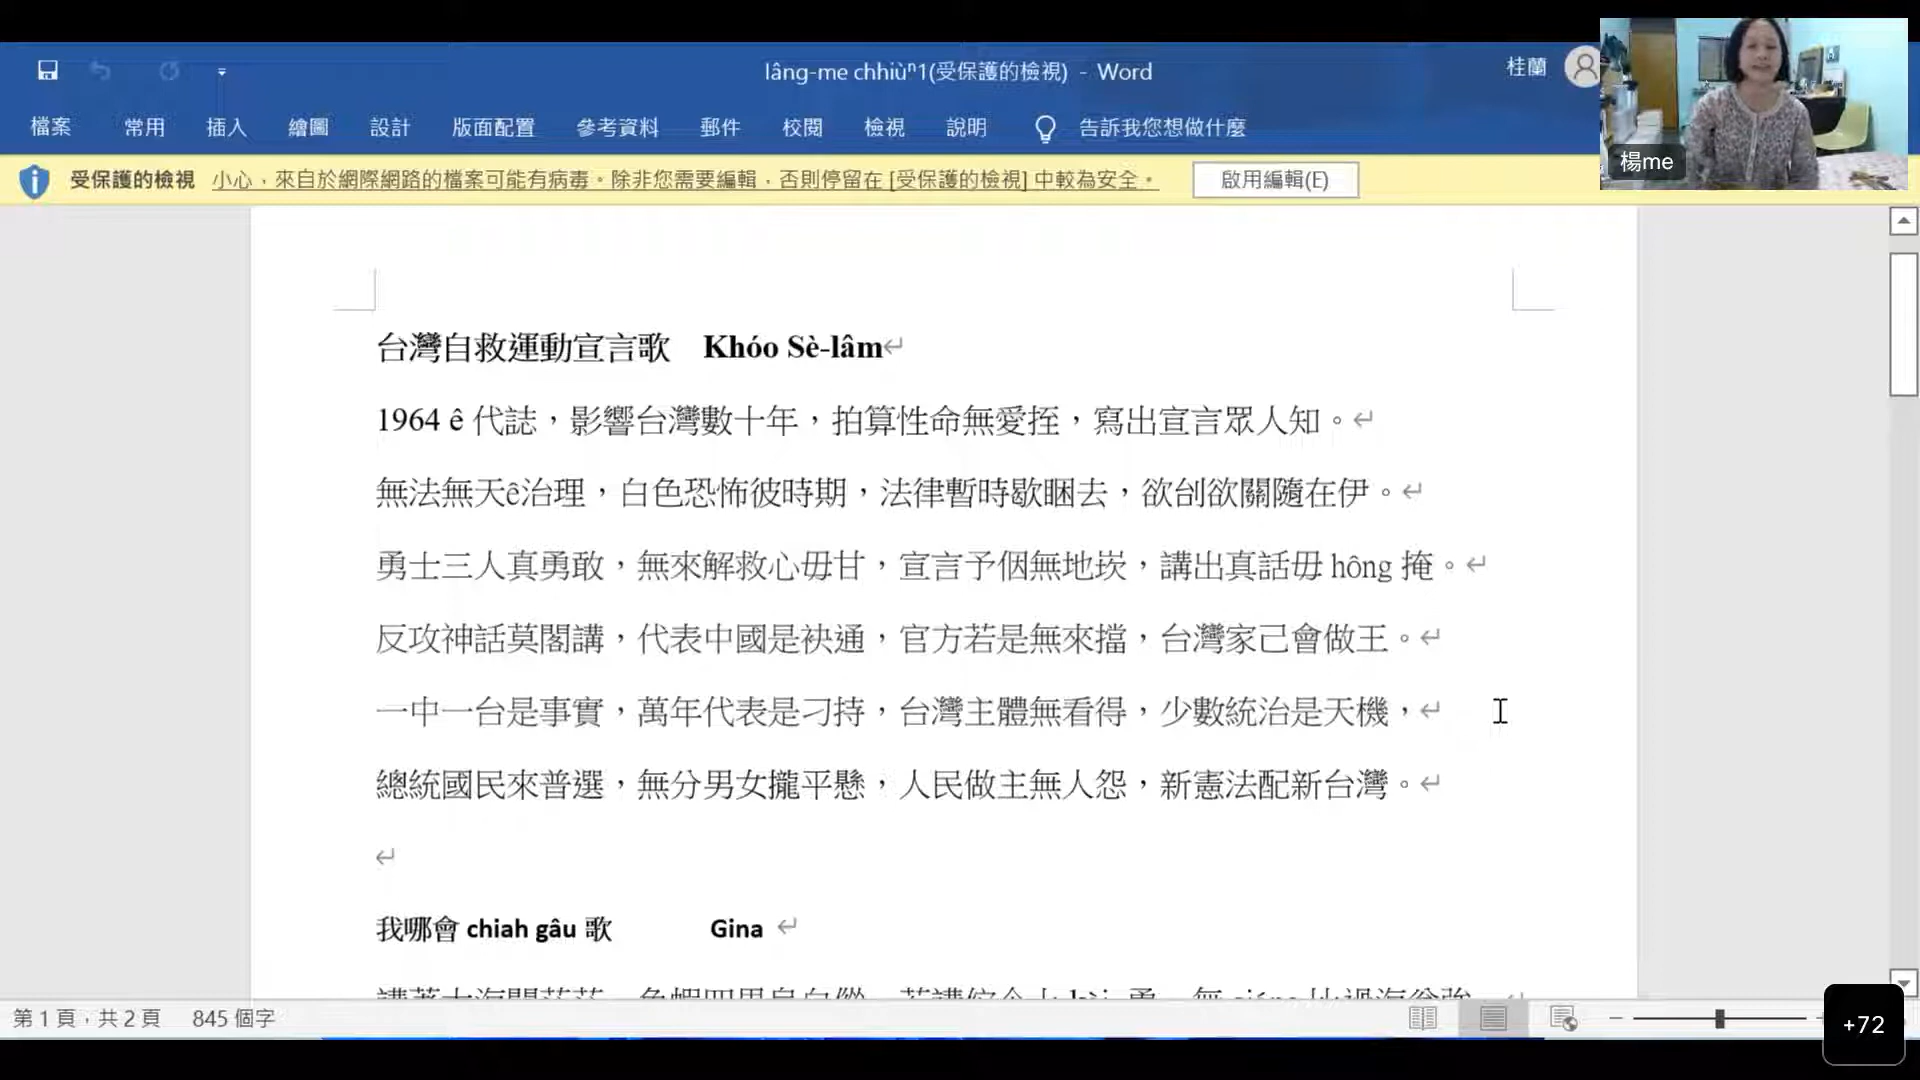 lâng-me chhiùⁿ1(受保護的檢視) - Word
桂蘭
檔案 常用 插入 繪圖 設計 版面配置 參考資料 郵件 校閱 檢視 說明 告訴我您想做什麼
受保護的檢視 小心，來自於網際網路的檔案可能有病毒。除非您需要編輯，否則停留在 [受保護的檢視] 中較為安全。 啟用編輯(E)
楊me
台灣自救運動宣言歌 Khóo Sè-lâm
1964 ê 代誌，影響台灣數十年，拍算性命無愛挃，寫出宣言眾人知。
無法無天ê治理，白色恐怖彼時期，法律暫時歇睏去，欲刣欲關隨在伊。
勇士三人真勇敢，無來解救心毋甘，宣言予𪜶無地崁，講出真話毋 hông 掩。
反攻神話莫閣講，代表中國是袂通，官方若是無來擋，台灣家己會做王。
一中一台是事實，萬年代表是刁持，台灣主體無看得，少數統治是天機，
總統國民來普選，無分男女攏平懸，人民做主無人怨，新憲法配新台灣。
我哪會 chiah gâu 歌 Gina
第 1 頁，共 2 頁 845 個字
+72